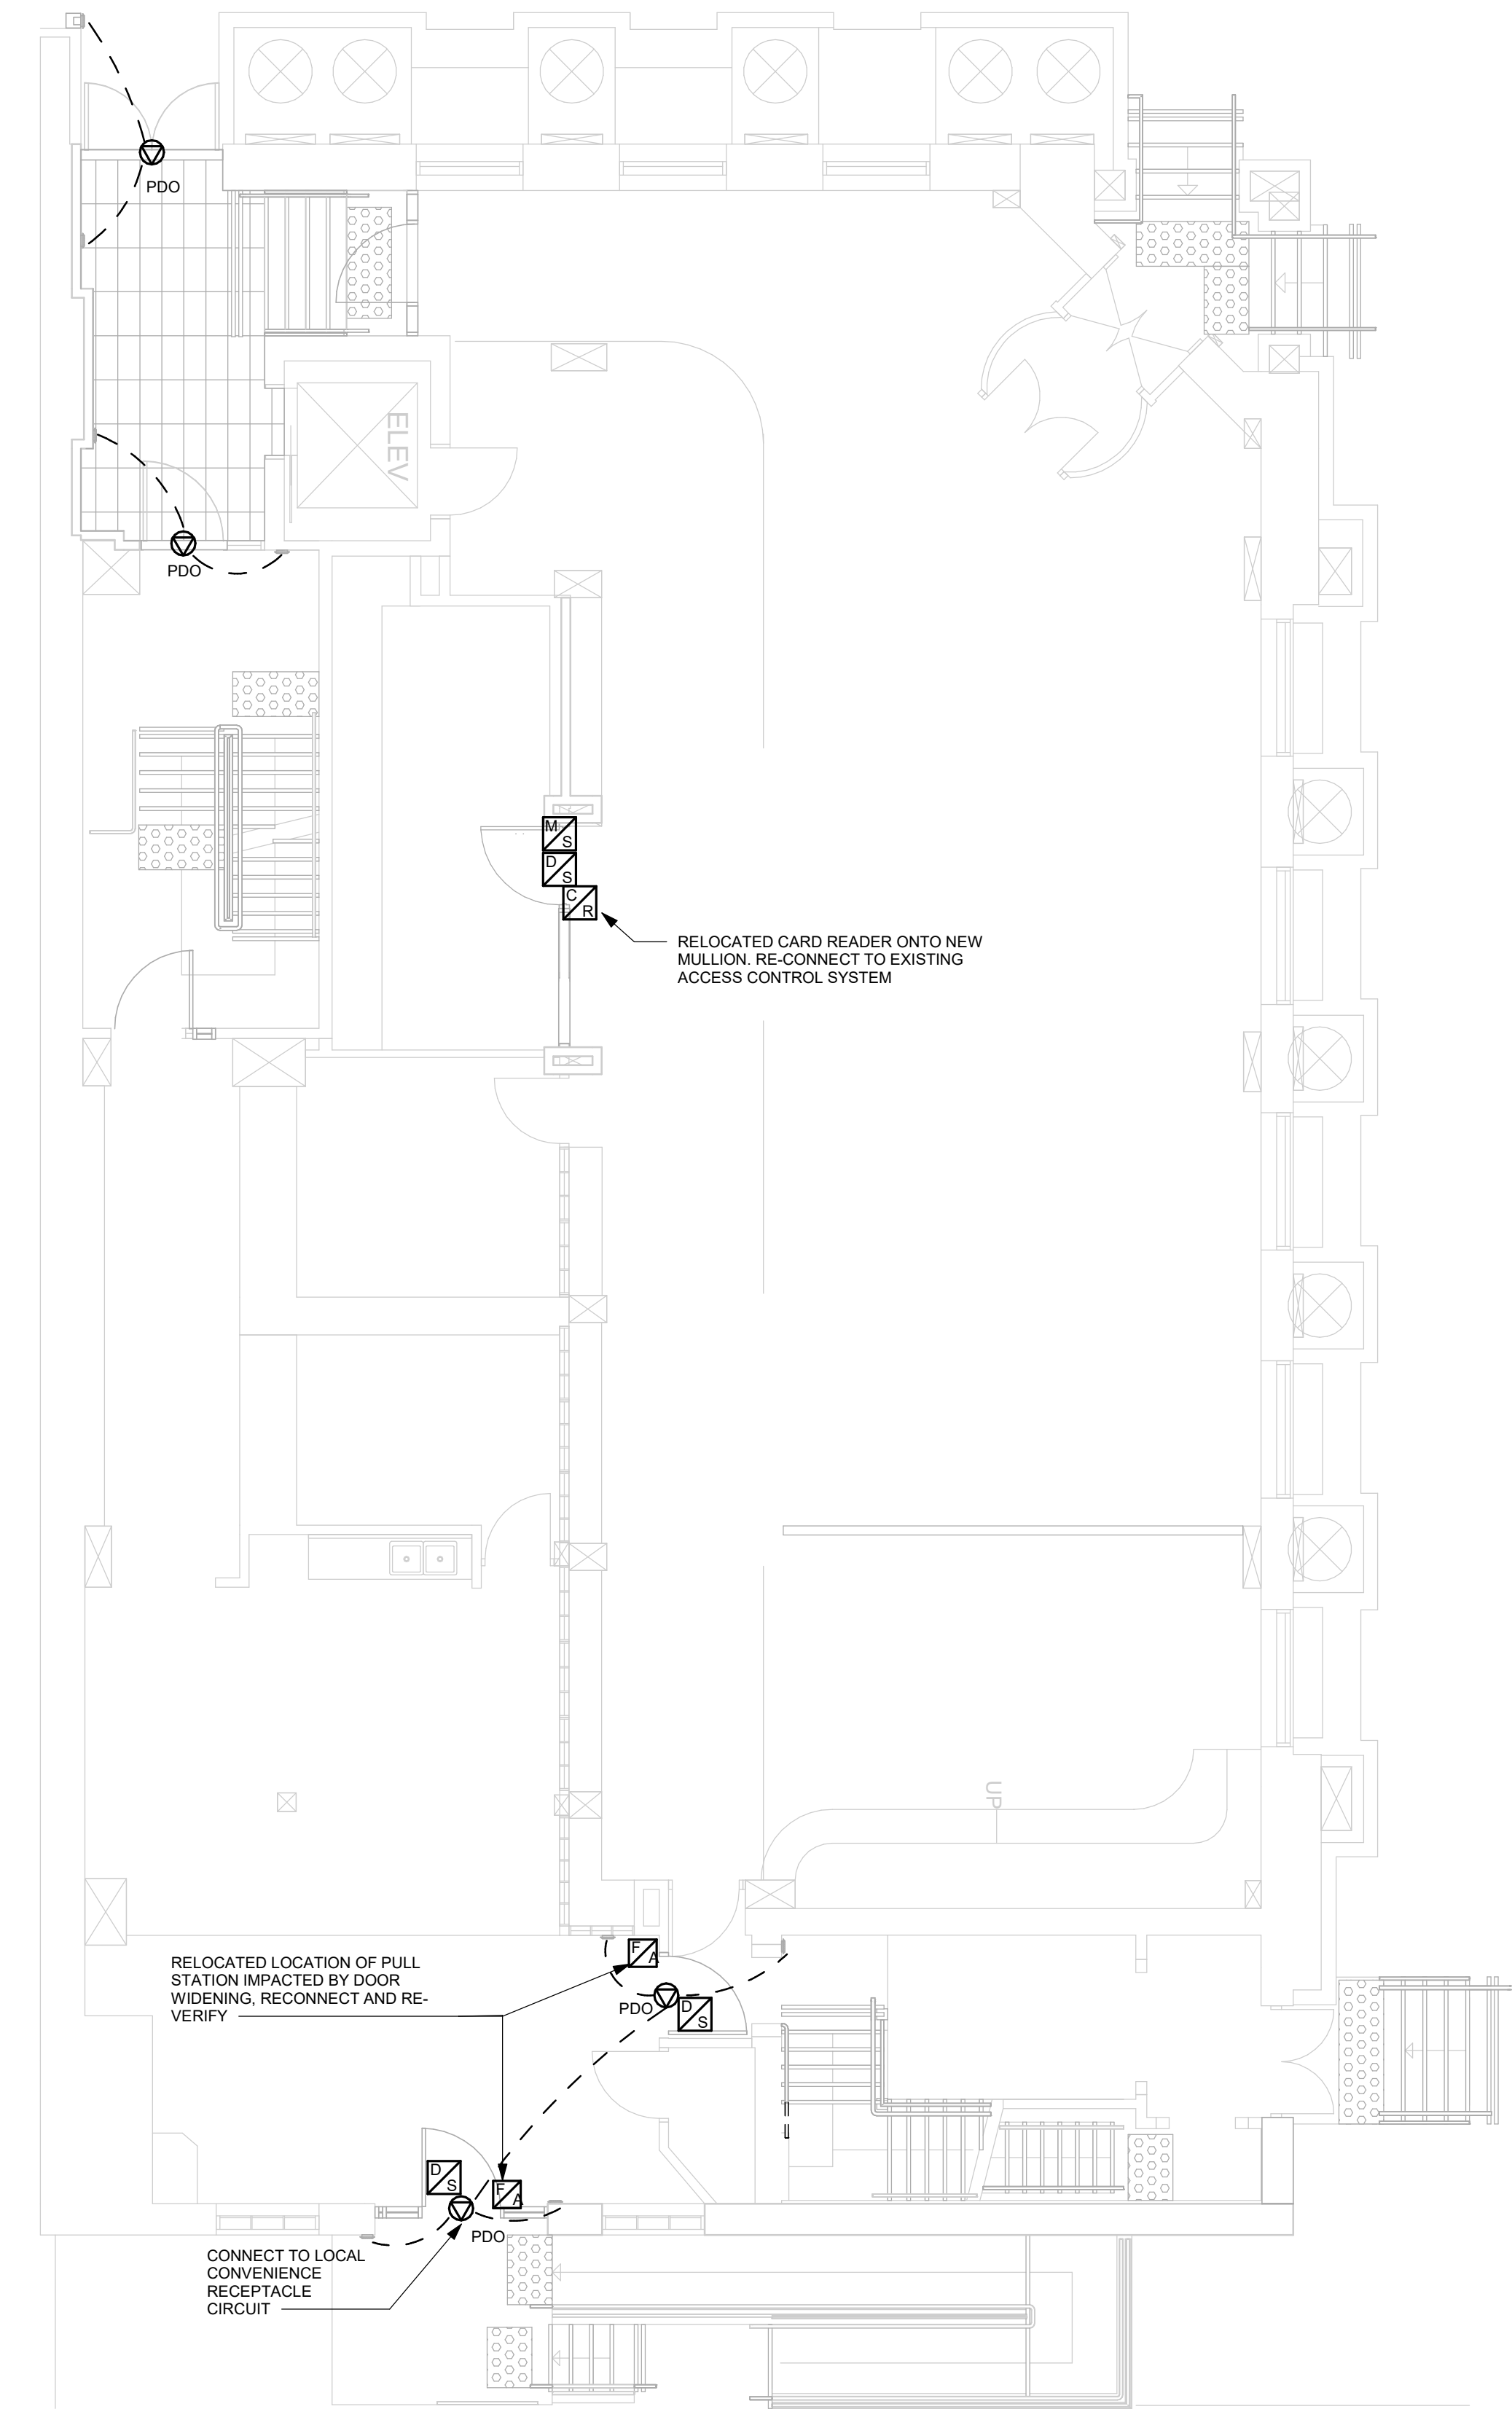 PDO
ELEV
PDO
M
S
D
S
C
R
RELOCATED CARD READER ONTO NEW
MULLION. RE-CONNECT TO EXISTING
ACCESS CONTROL SYSTEM
UP
RELOCATED LOCATION OF PULL
STATION IMPACTED BY DOOR
WIDENING, RECONNECT AND RE-
VERIFY
F
A
PDO
D
S
D
S
F
A
PDO
CONNECT TO LOCAL
CONVENIENCE
RECEPTACLE
CIRCUIT